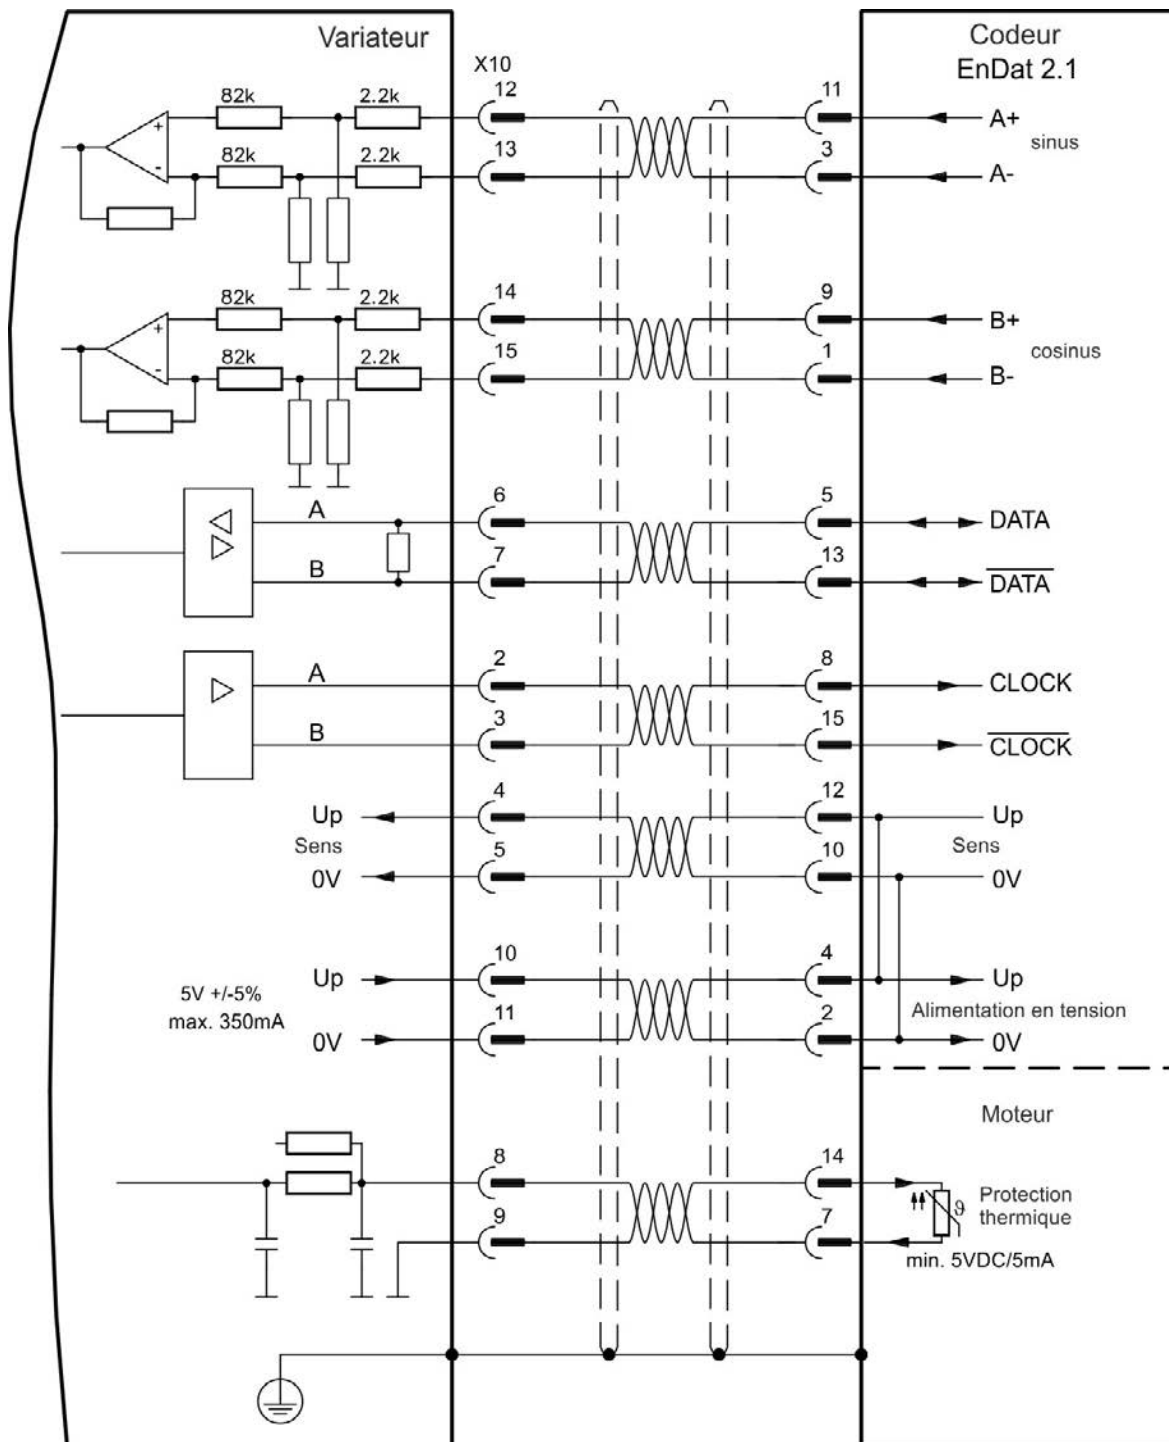 Variateur
Codeur
EnDat 2.1
X10
82k 2.2k 12 11 A+
sinus
82k 2.2k 13 3 A-
+
-
82k 2.2k 14 9 B+
cosinus
82k 2.2k 15 1 B-
+
-
A 6 5 DATA
B 7 13 DATA
A 2 8 CLOCK
B 3 15 CLOCK
Up 4 12 Up
Sens Sens
0V 5 10 0V
Up 10 4 Up
5V +/-5%
max. 350mA
Alimentation en tension
0V 11 2 0V
Moteur
8 14
Protection
thermique
ϑ
9 7
min. 5VDC/5mA